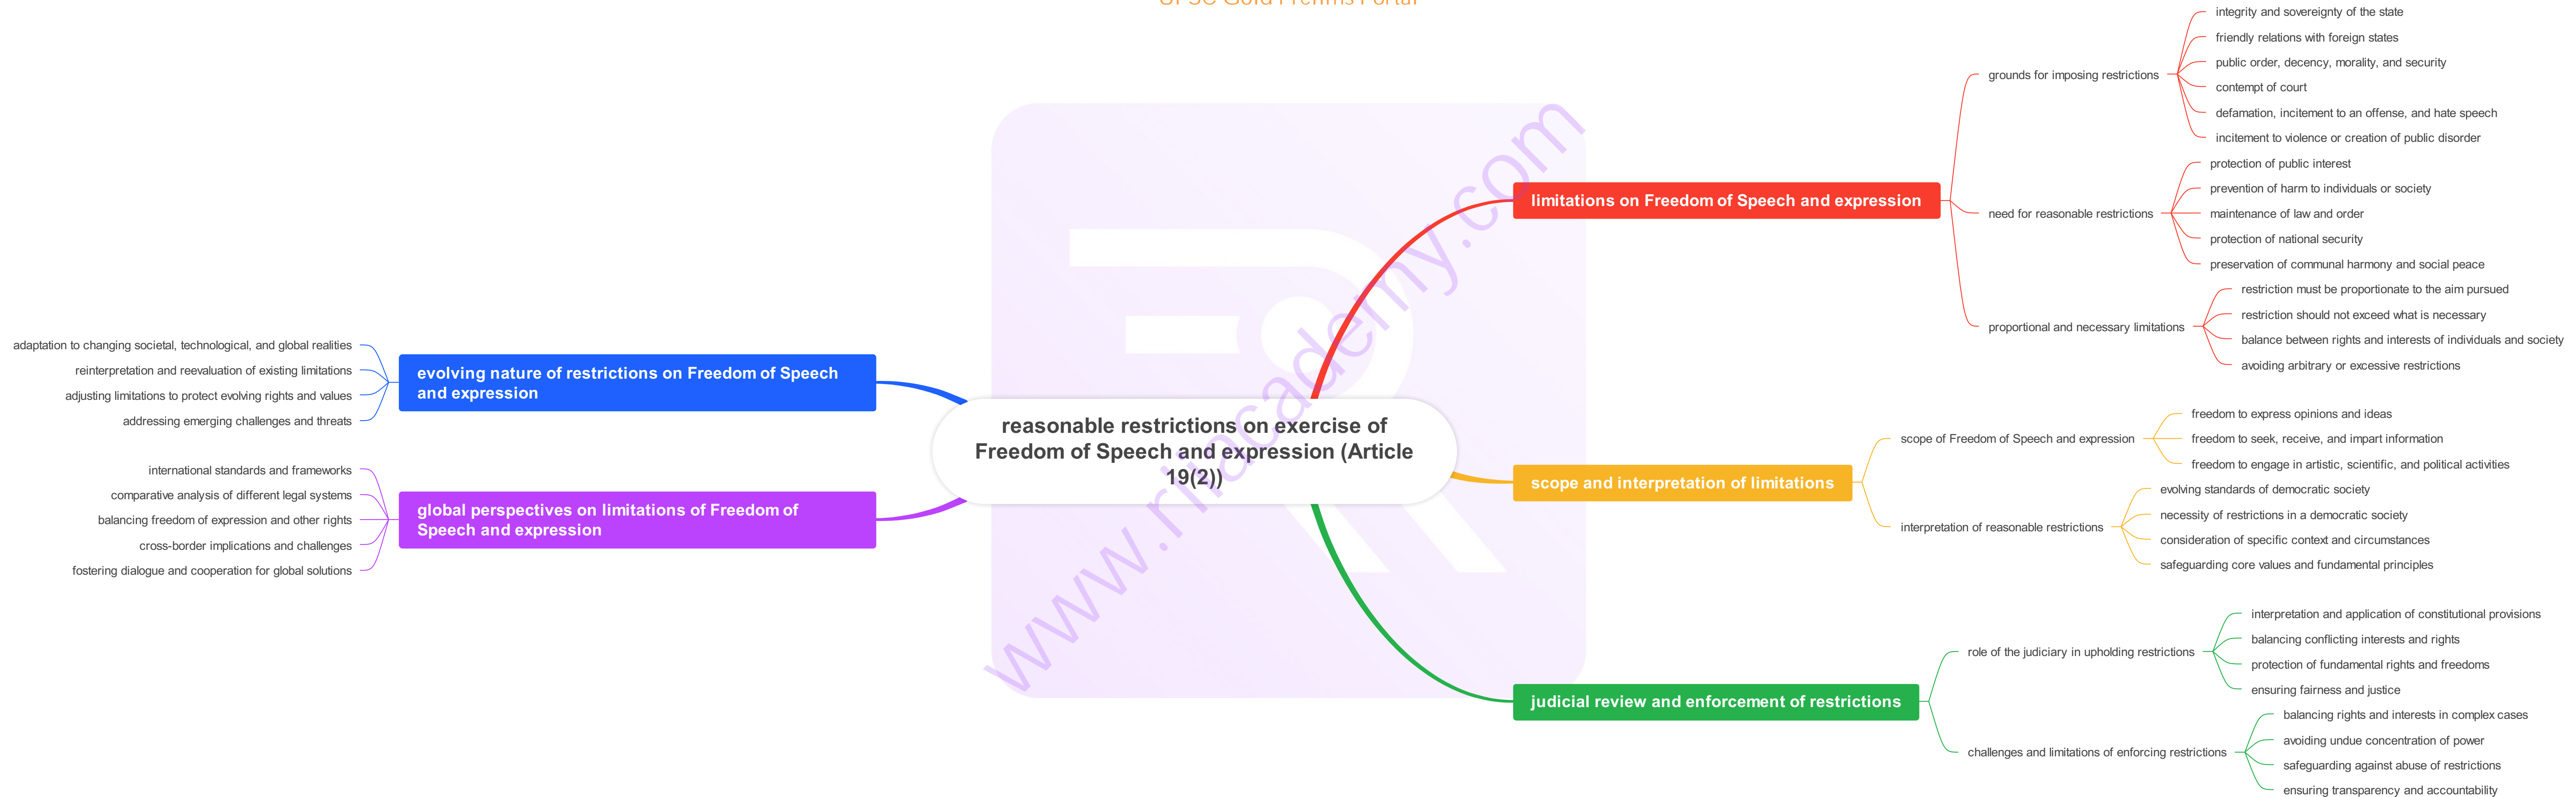 UPSC Gold Prelims Portal
integrity and sovereignty of the state
friendly relations with foreign states
public order, decency, morality, and security
contempt of court
defamation, incitement to an offense, and hate speech
incitement to violence or creation of public disorder
grounds for imposing restrictions
protection of public interest
prevention of harm to individuals or society
maintenance of law and order
protection of national security
preservation of communal harmony and social peace
need for reasonable restrictions
restriction must be proportionate to the aim pursued
restriction should not exceed what is necessary
balance between rights and interests of individuals and society
avoiding arbitrary or excessive restrictions
proportional and necessary limitations
limitations on Freedom of Speech and expression
freedom to express opinions and ideas
freedom to seek, receive, and impart information
freedom to engage in artistic, scientific, and political activities
scope of Freedom of Speech and expression
evolving standards of democratic society
necessity of restrictions in a democratic society
consideration of specific context and circumstances
safeguarding core values and fundamental principles
interpretation of reasonable restrictions
scope and interpretation of limitations
interpretation and application of constitutional provisions
balancing conflicting interests and rights
protection of fundamental rights and freedoms
ensuring fairness and justice
role of the judiciary in upholding restrictions
balancing rights and interests in complex cases
avoiding undue concentration of power
safeguarding against abuse of restrictions
ensuring transparency and accountability
challenges and limitations of enforcing restrictions
judicial review and enforcement of restrictions
reasonable restrictions on exercise of
Freedom of Speech and expression (Article
19(2))
adaptation to changing societal, technological, and global realities
reinterpretation and reevaluation of existing limitations
adjusting limitations to protect evolving rights and values
addressing emerging challenges and threats
evolving nature of restrictions on Freedom of Speech
and expression
international standards and frameworks
comparative analysis of different legal systems
balancing freedom of expression and other rights
cross-border implications and challenges
fostering dialogue and cooperation for global solutions
global perspectives on limitations of Freedom of
Speech and expression